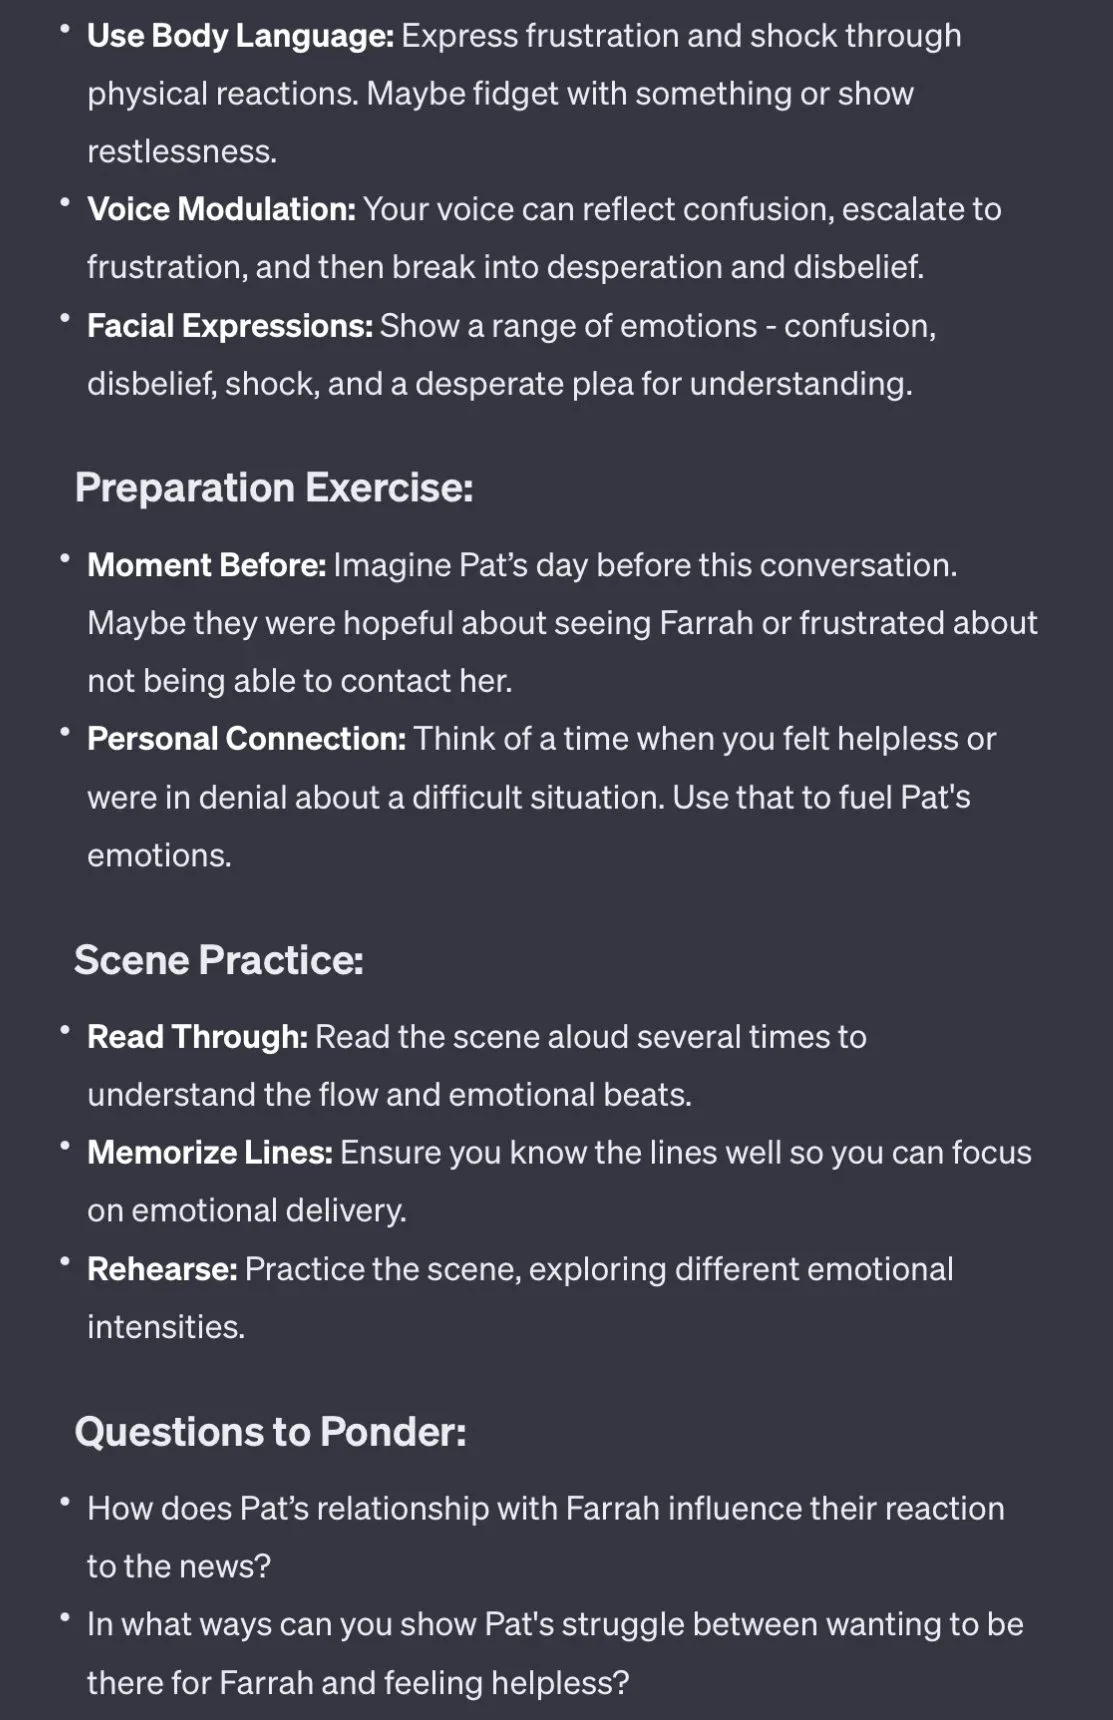 • Use Body Language: Express frustration and shock through
physical reactions. Maybe fidget with something or show
restlessness.
• Voice Modulation: Your voice can reflect confusion, escalate to
frustration, and then break into desperation and disbelief.
• Facial Expressions: Show a range of emotions - confusion,
disbelief, shock, and a desperate plea for understanding.
Preparation Exercise:
• Moment Before: Imagine Pat’s day before this conversation.
Maybe they were hopeful about seeing Farrah or frustrated about
not being able to contact her.
• Personal Connection: Think of a time when you felt helpless or
were in denial about a difficult situation. Use that to fuel Pat's
emotions.
Scene Practice:
• Read Through: Read the scene aloud several times to
understand the flow and emotional beats.
• Memorize Lines: Ensure you know the lines well so you can focus
on emotional delivery.
• Rehearse: Practice the scene, exploring different emotional
intensities.
Questions to Ponder:
• How does Pat’s relationship with Farrah influence their reaction
to the news?
• In what ways can you show Pat's struggle between wanting to be
there for Farrah and feeling helpless?